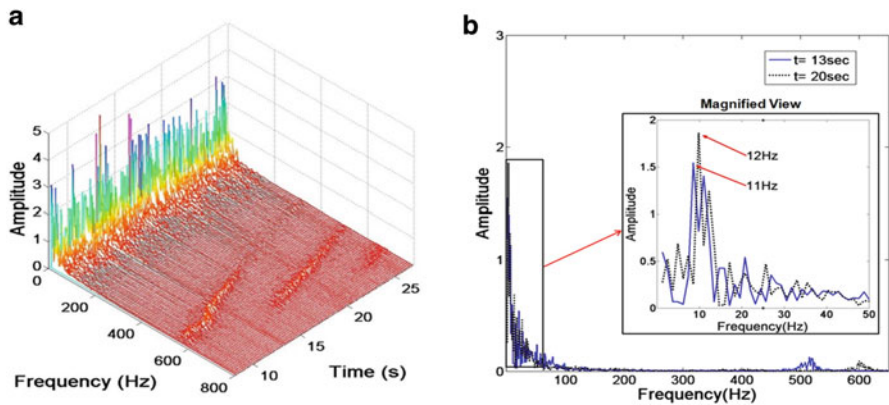 a
Amplitude
5
4
3
2
1
0
0
200
400
600
800
Frequency (Hz)
10
15
20
25
Time (s)
b
3
2
1
0
Amplitude
100
200
300
400
500
600
Frequency(Hz)
t= 13sec
t= 20sec
Magnified View
2
1.5
1
0.5
0
Amplitude
12Hz
11Hz
10
20
30
40
50
Frequency(Hz)